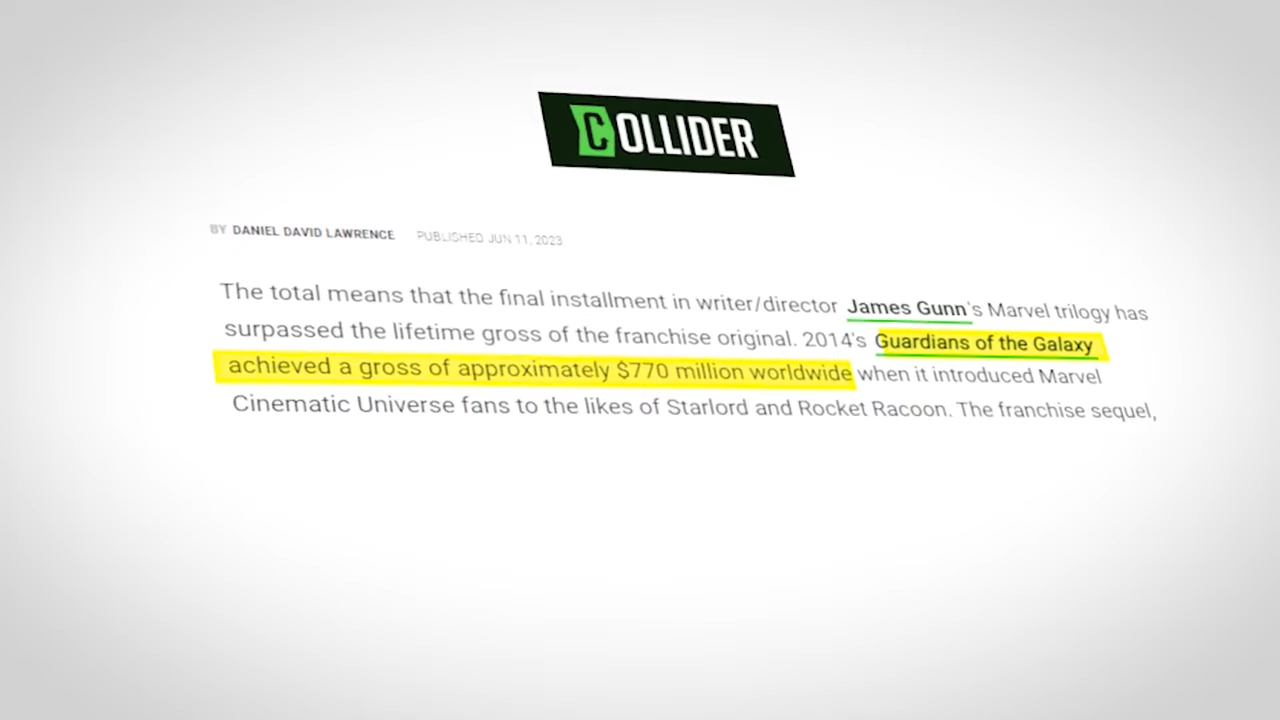 COLLIDER
BY DANIEL DAVID LAWRENCE PUBLISHED JUN 11, 2023
The total means that the final installment in writer/director James Gunn's Marvel trilogy has
surpassed the lifetime gross of the franchise original. 2014's Guardians of the Galaxy
achieved a gross of approximately $770 million worldwide when it introduced Marvel
Cinematic Universe fans to the likes of Starlord and Rocket Racoon. The franchise sequel,